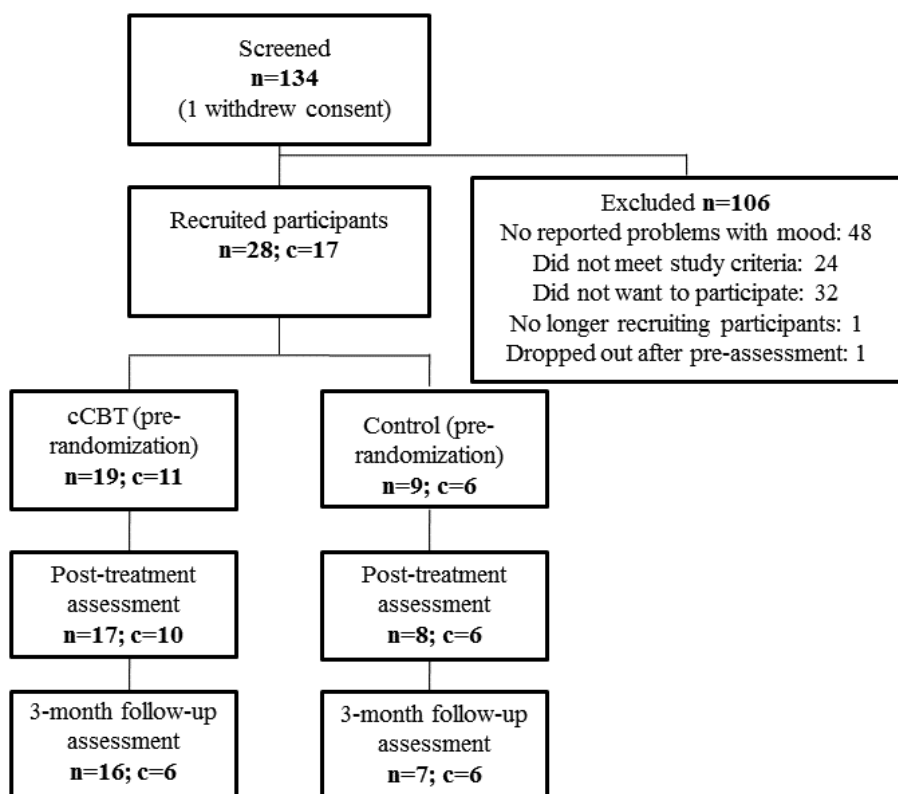 Screened
n=134
(1 withdrew consent)
Recruited participants
n=28; c=17
Excluded n=106
No reported problems with mood: 48
Did not meet study criteria: 24
Did not want to participate: 32
No longer recruiting participants: 1
Dropped out after pre-assessment: 1
cCBT (pre-
randomization)
n=19; c=11
Control (pre-
randomization)
n=9; c=6
Post-treatment
assessment
n=17; c=10
Post-treatment
assessment
n=8; c=6
3-month follow-up
assessment
n=16; c=6
3-month follow-up
assessment
n=7; c=6